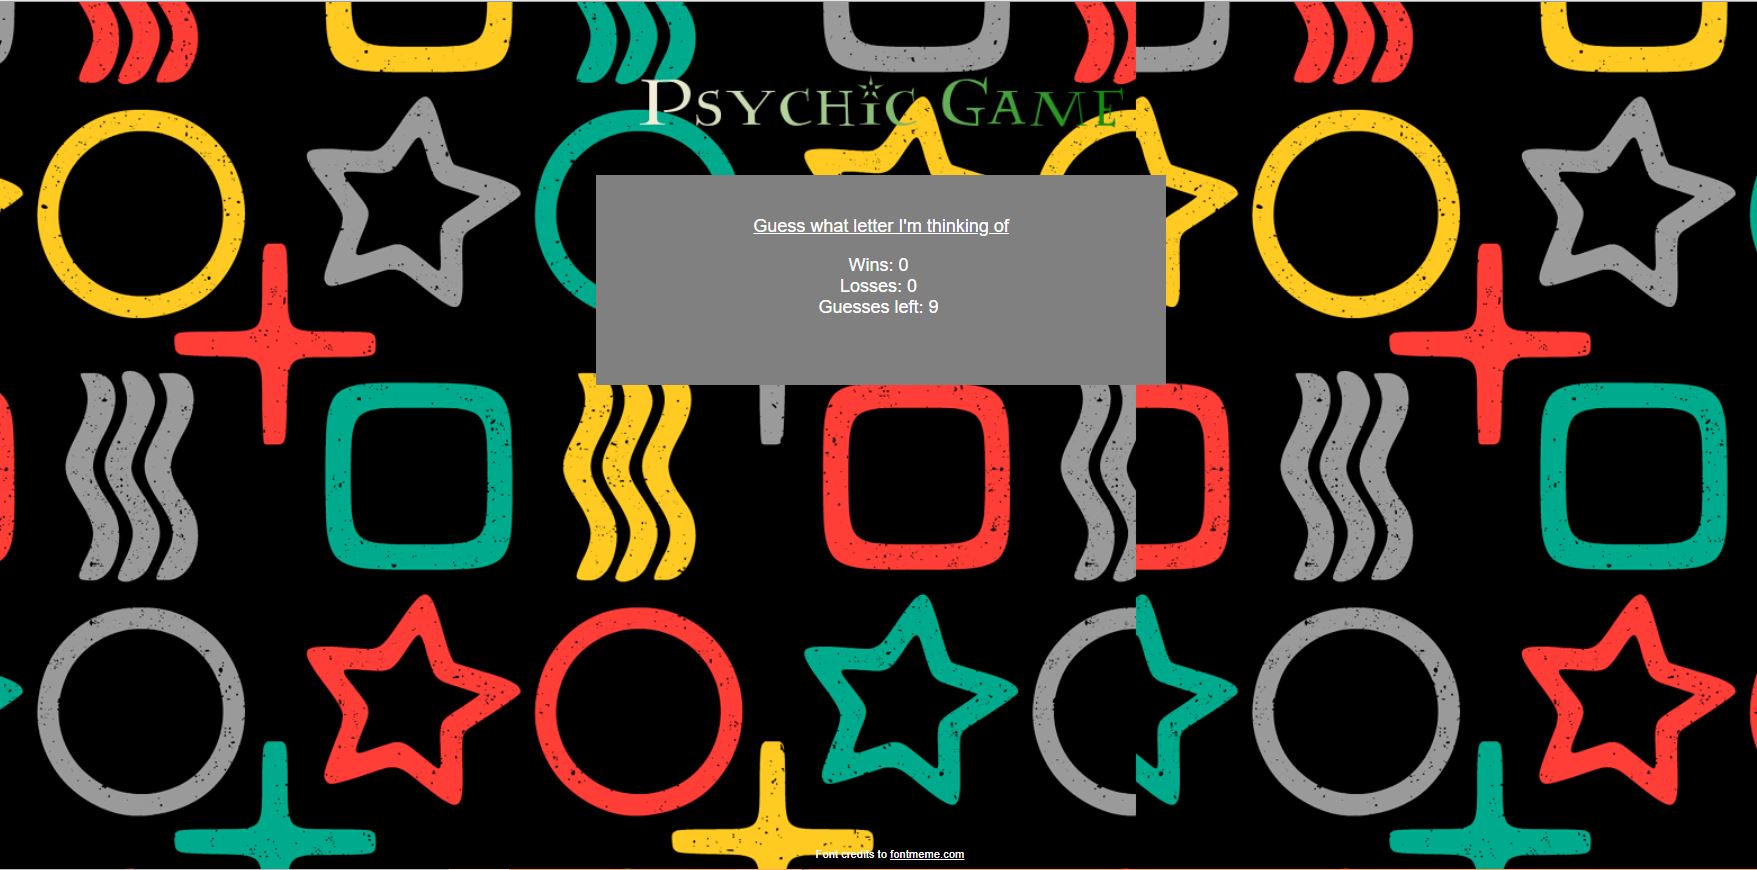 Psychic Game
Guess what letter I'm thinking of
Wins: 0
Losses: 0
Guesses left: 9
Font credits to fontmeme.com